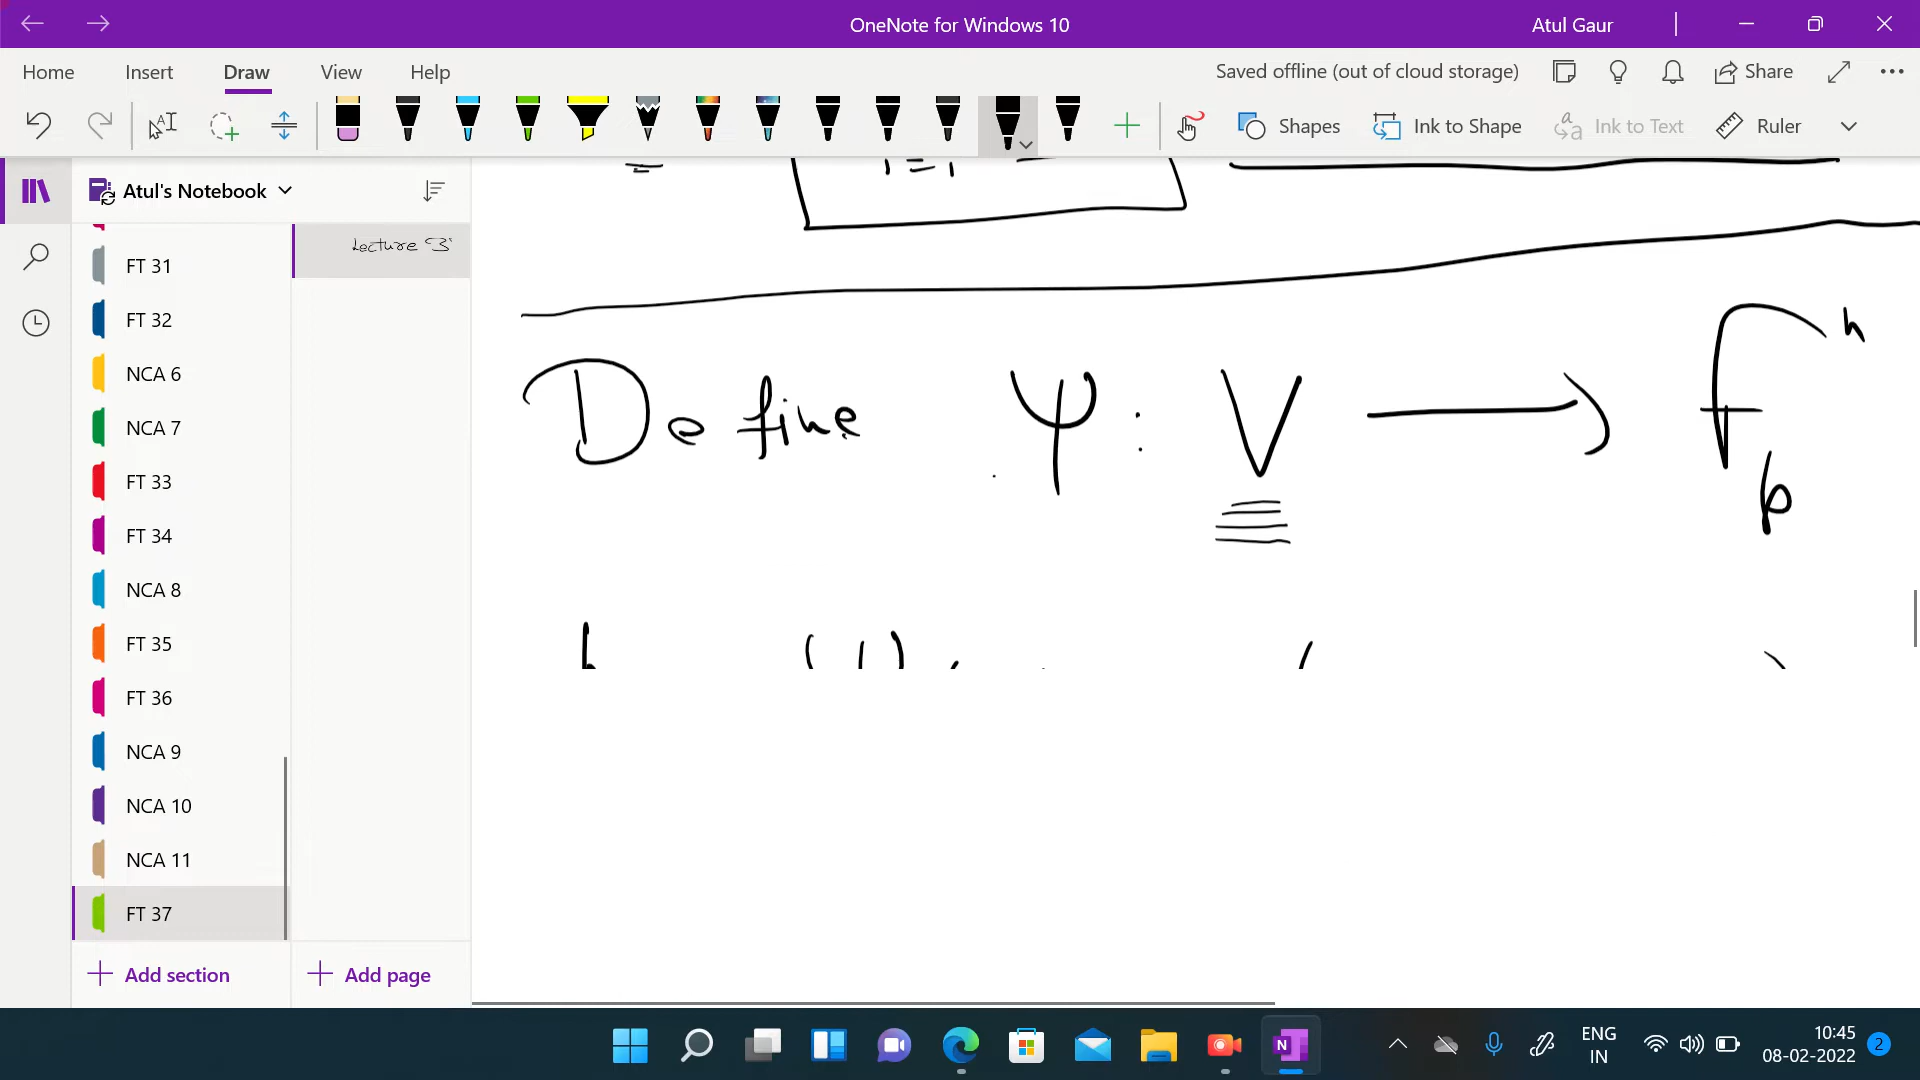 OneNote for Windows 10
Atul Gaur
Home Insert Draw View Help
Saved offline (out of cloud storage)
Share
Shapes
Ink to Shape
Ink to Text
Ruler
Atul's Notebook
FT 31
FT 32
NCA 6
NCA 7
FT 33
FT 34
NCA 8
FT 35
FT 36
NCA 9
NCA 10
NCA 11
FT 37
Add section
Add page
Define ψ : V → F_p^n
ENG
IN
10:45
08-02-2022
2